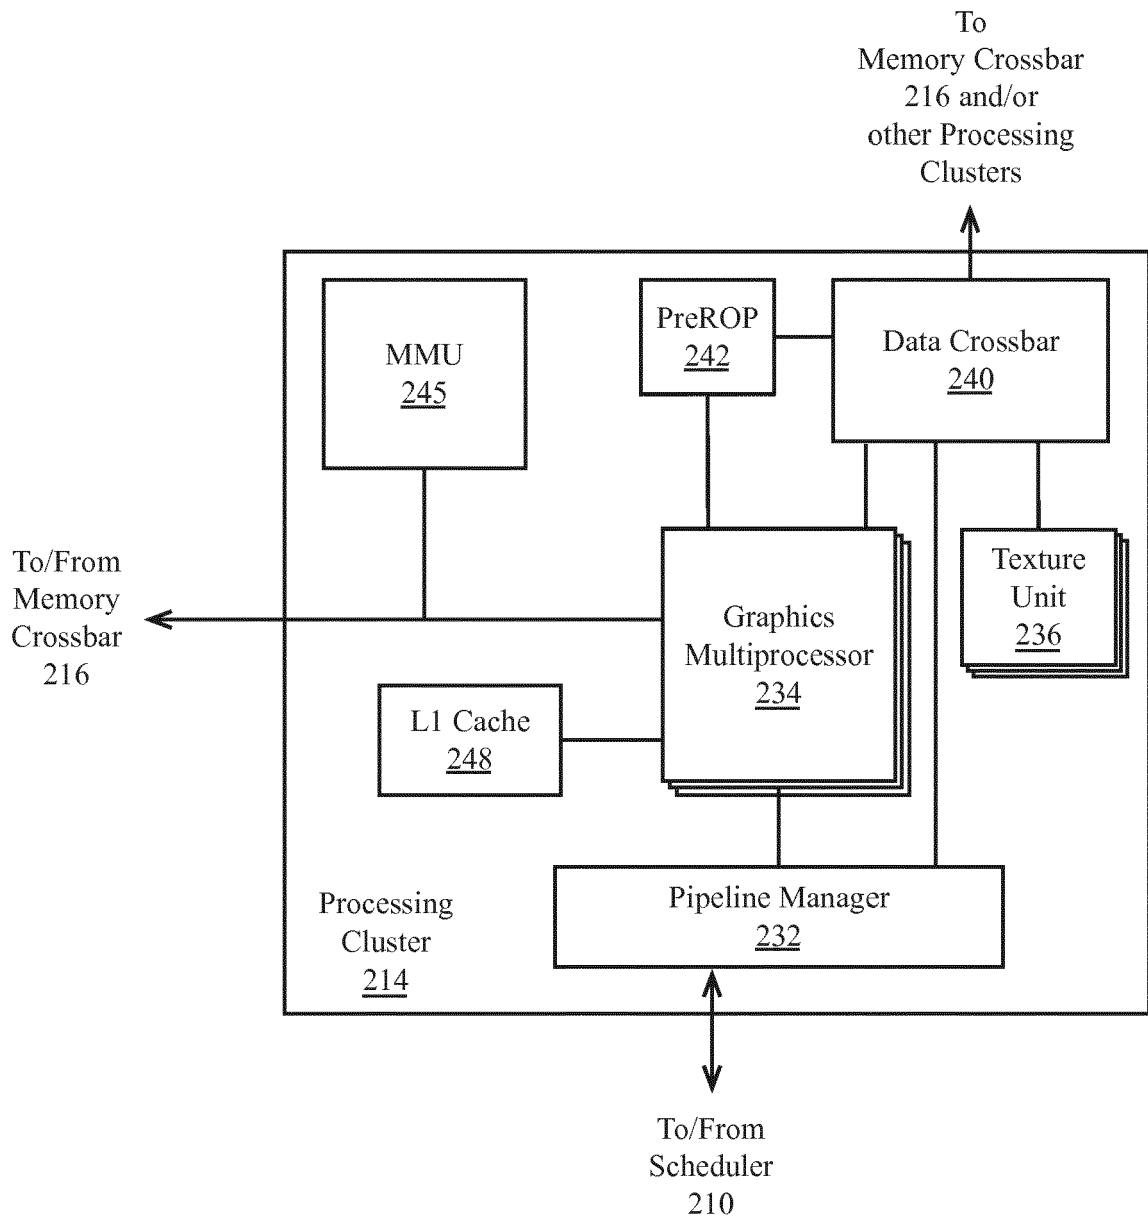 To
Memory Crossbar
216 and/or
other Processing
Clusters
MMU
245
PreROP
242
Data Crossbar
240
To/From
Memory
Crossbar
216
Graphics
Multiprocessor
234
Texture
Unit
236
L1 Cache
248
Pipeline Manager
232
Processing
Cluster
214
To/From
Scheduler
210